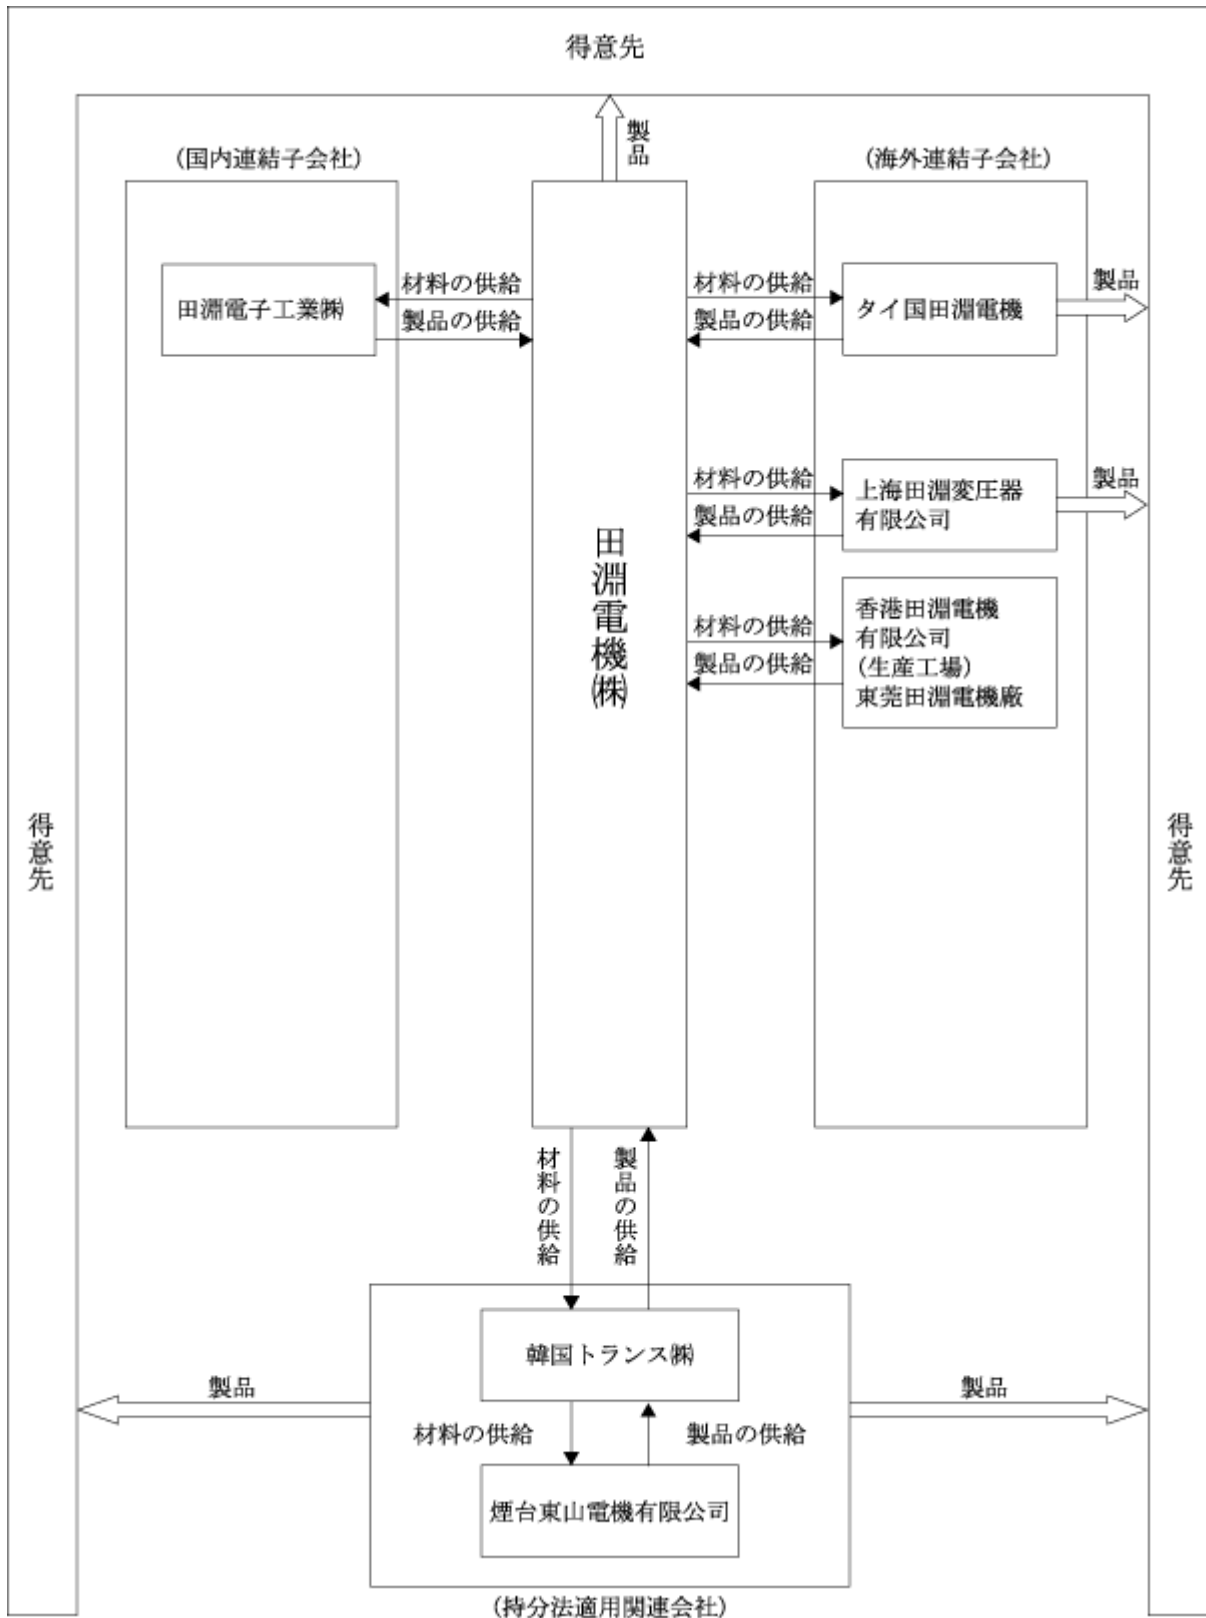 得意先
製品
(国内連結子会社)
(海外連結子会社)
田淵電子工業㈱
材料の供給
製品の供給
田淵電機㈱
材料の供給
製品の供給
タイ国田淵電機
製品
材料の供給
製品の供給
上海田淵変圧器
有限公司
製品
材料の供給
製品の供給
香港田淵電機
有限公司
(生産工場)
東莞田淵電機廠
得意先
得意先
材料の供給
製品の供給
韓国トランス㈱
製品
製品
材料の供給
製品の供給
煙台東山電機有限公司
(持分法適用関連会社)